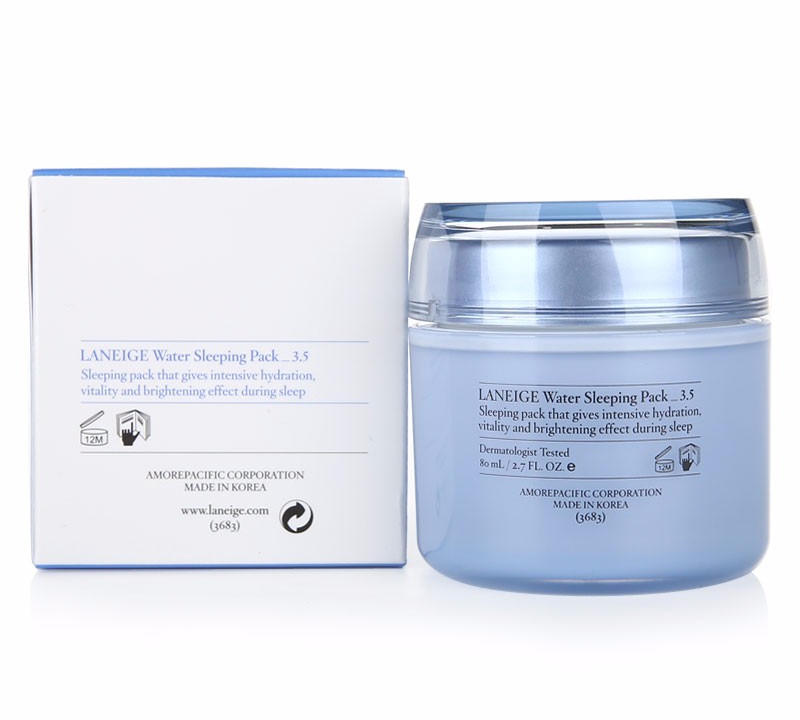 LANEIGE Water Sleeping Pack _ 3.5
Sleeping pack that gives intensive hydration,
vitality and brightening effect during sleep
12M
AMOREPACIFIC CORPORATION
MADE IN KOREA
www.laneige.com
(3683)
LANEIGE Water Sleeping Pack _ 3.5
Sleeping pack that gives intensive hydration,
vitality and brightening effect during sleep
Dermatologist Tested
80 mL / 2.7 FL. OZ. e
12M
AMOREPACIFIC CORPORATION
MADE IN KOREA
(3683)